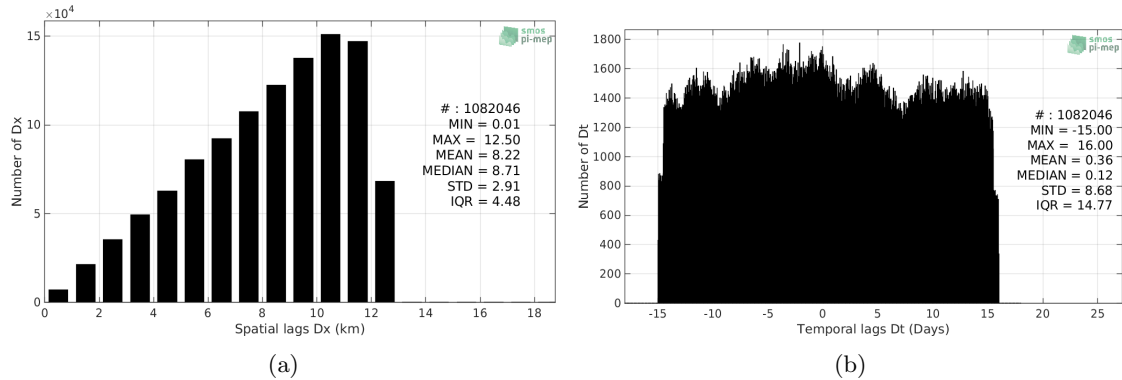 ×10⁴
15
10
5
0
Number of Dx
smos
pi-mep
# : 1082046
MIN = 0.01
MAX = 12.50
MEAN = 8.22
MEDIAN = 8.71
STD = 2.91
IQR = 4.48
0 2 4 6 8 10 12 14 16 18
Spatial lags Dx (km)
(a)
1800
1600
1400
1200
1000
800
600
400
200
0
Number of Dt
smos
pi-mep
# : 1082046
MIN = -15.00
MAX = 16.00
MEAN = 0.36
MEDIAN = 0.12
STD = 8.68
IQR = 14.77
-15 -10 -5 0 5 10 15 20 25
Temporal lags Dt (Days)
(b)